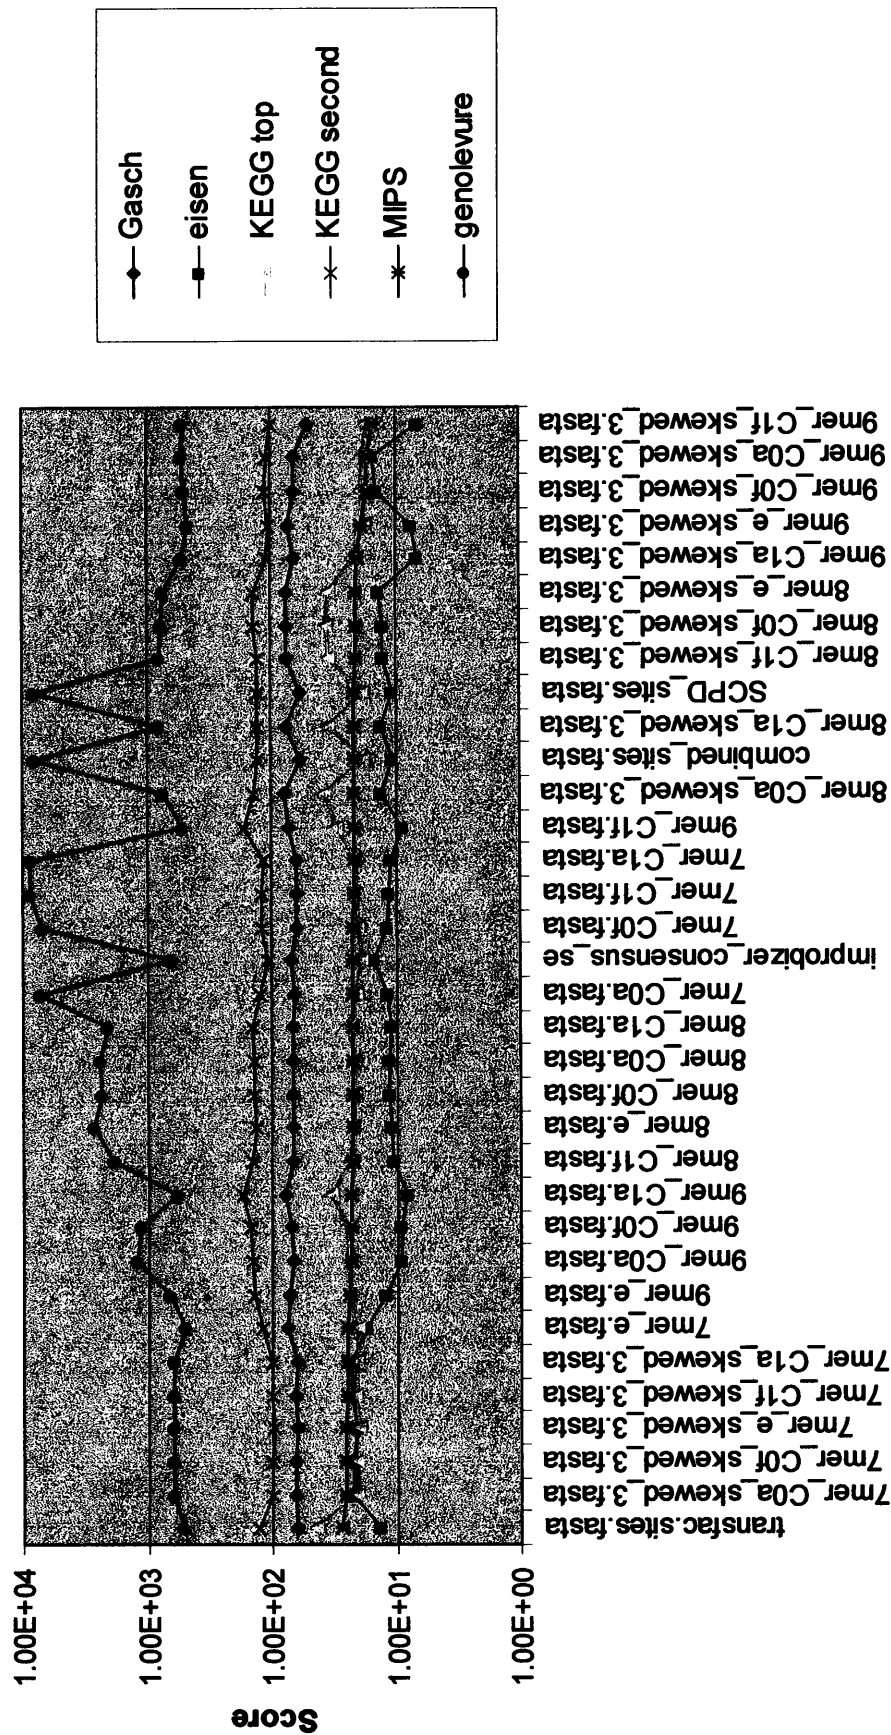 Score
1.00E+04
1.00E+03
1.00E+02
1.00E+01
1.00E+00
transfac.sites.fasta
7mer_C0a_skewed_3.fasta
7mer_C0f_skewed_3.fasta
7mer_e_skewed_3.fasta
7mer_C1f_skewed_3.fasta
7mer_C1a_skewed_3.fasta
7mer_e.fasta
9mer_e.fasta
9mer_C0a.fasta
9mer_C0f.fasta
9mer_C1a.fasta
8mer_C1f.fasta
8mer_e.fasta
8mer_C0f.fasta
8mer_C0a.fasta
8mer_C1a.fasta
7mer_C0a.fasta
improbizer_consensus_se
7mer_C0f.fasta
7mer_C1f.fasta
7mer_C1a.fasta
9mer_C1f.fasta
8mer_C0a_skewed_3.fasta
combined_sites.fasta
8mer_C1a_skewed_3.fasta
SCPD_sites.fasta
8mer_C1f_skewed_3.fasta
8mer_C0f_skewed_3.fasta
8mer_e_skewed_3.fasta
9mer_C1a_skewed_3.fasta
9mer_e_skewed_3.fasta
9mer_C0f_skewed_3.fasta
9mer_C0a_skewed_3.fasta
9mer_C1f_skewed_3.fasta
Gasch
eisen
KEGG top
KEGG second
MIPS
genolevure